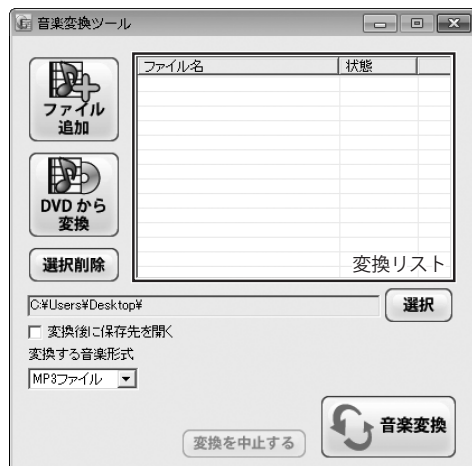 音楽変換ツール
ファイル名 状態
ファイル
追加
DVD から
変換
選択削除
変換リスト
C:¥Users¥Desktop¥
選択
変換後に保存先を開く
変換する音楽形式
MP3ファイル
音楽変換
変換を中止する